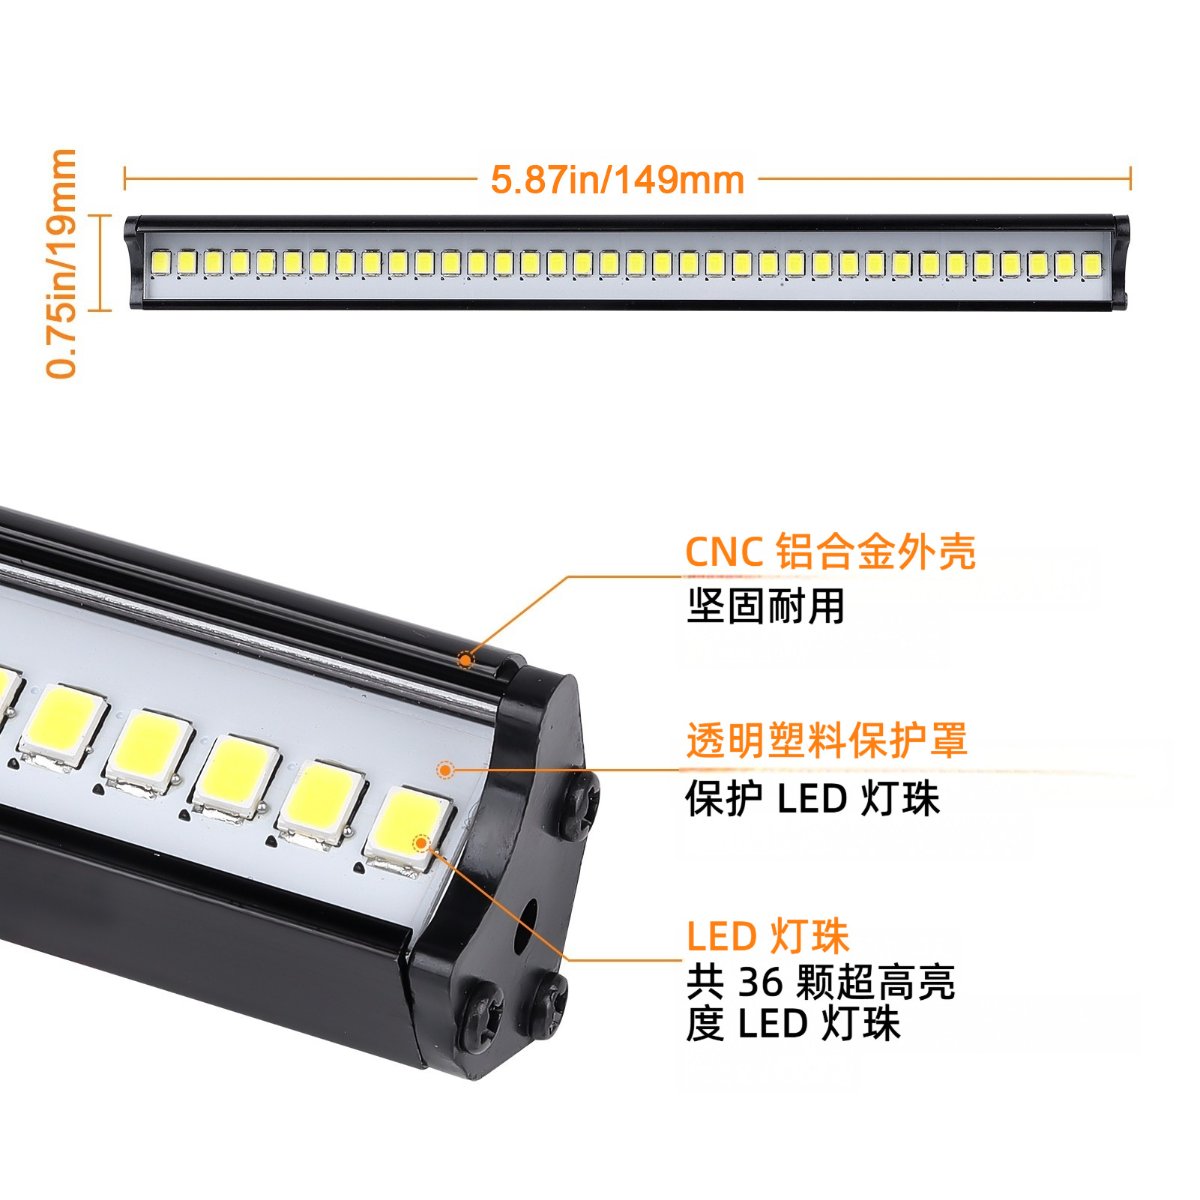 5.87in/149mm
0.75in/19mm
CNC 铝合金外壳
坚固耐用
透明塑料保护罩
保护 LED 灯珠
LED 灯珠
共 36 颗超高亮
度 LED 灯珠